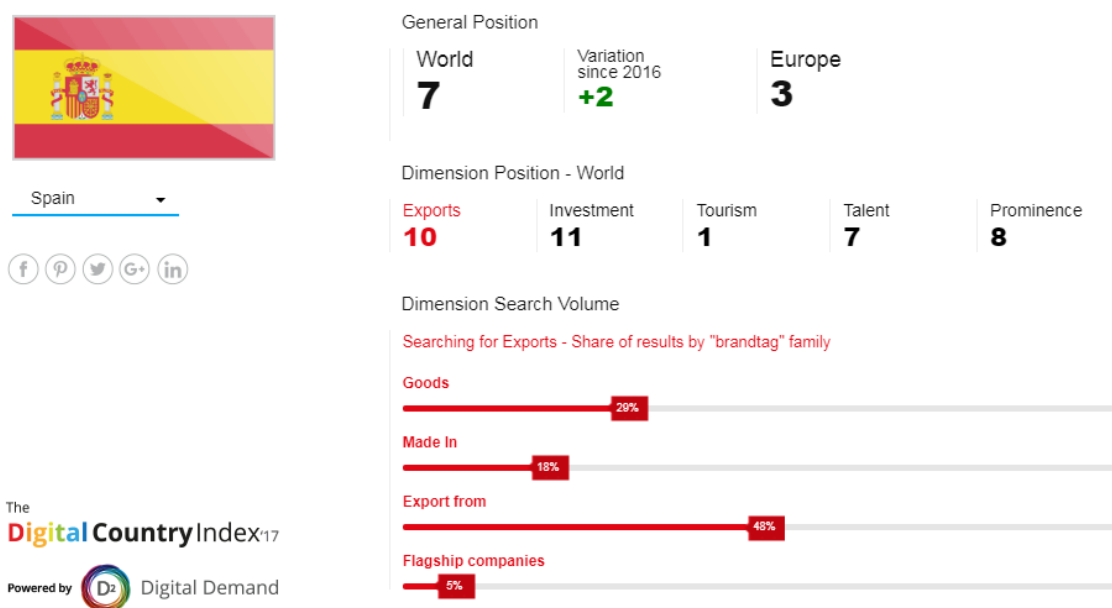 General Position
World
7
Variation
since 2016
+2
Europe
3
Spain
Dimension Position - World
Exports
10
Investment
11
Tourism
1
Talent
7
Prominence
8
Dimension Search Volume
Searching for Exports - Share of results by "brandtag" family
Goods
29%
Made In
18%
Export from
48%
Flagship companies
5%
The
Digital Country Index'17
Powered by D2 Digital Demand